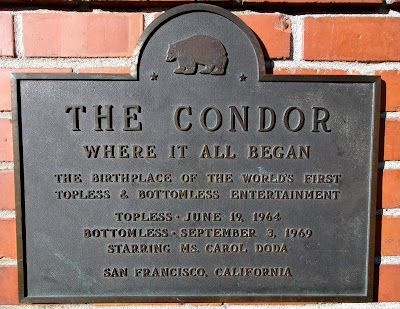 THE CONDOR
WHERE IT ALL BEGAN
THE BIRTHPLACE OF THE WORLD'S FIRST
TOPLESS & BOTTOMLESS ENTERTAINMENT
TOPLESS · JUNE 19, 1964
BOTTOMLESS · SEPTEMBER 3, 1969
STARRING MS. CAROL DODA
SAN FRANCISCO, CALIFORNIA